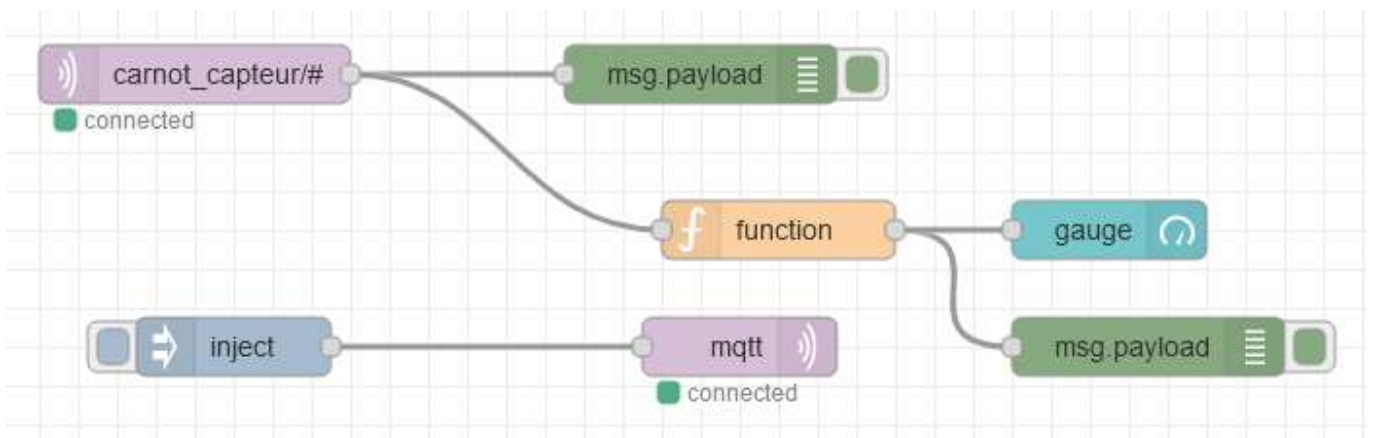 carnot_capteur/#
msg.payload
connected
function
gauge
inject
mqtt
msg.payload
connected